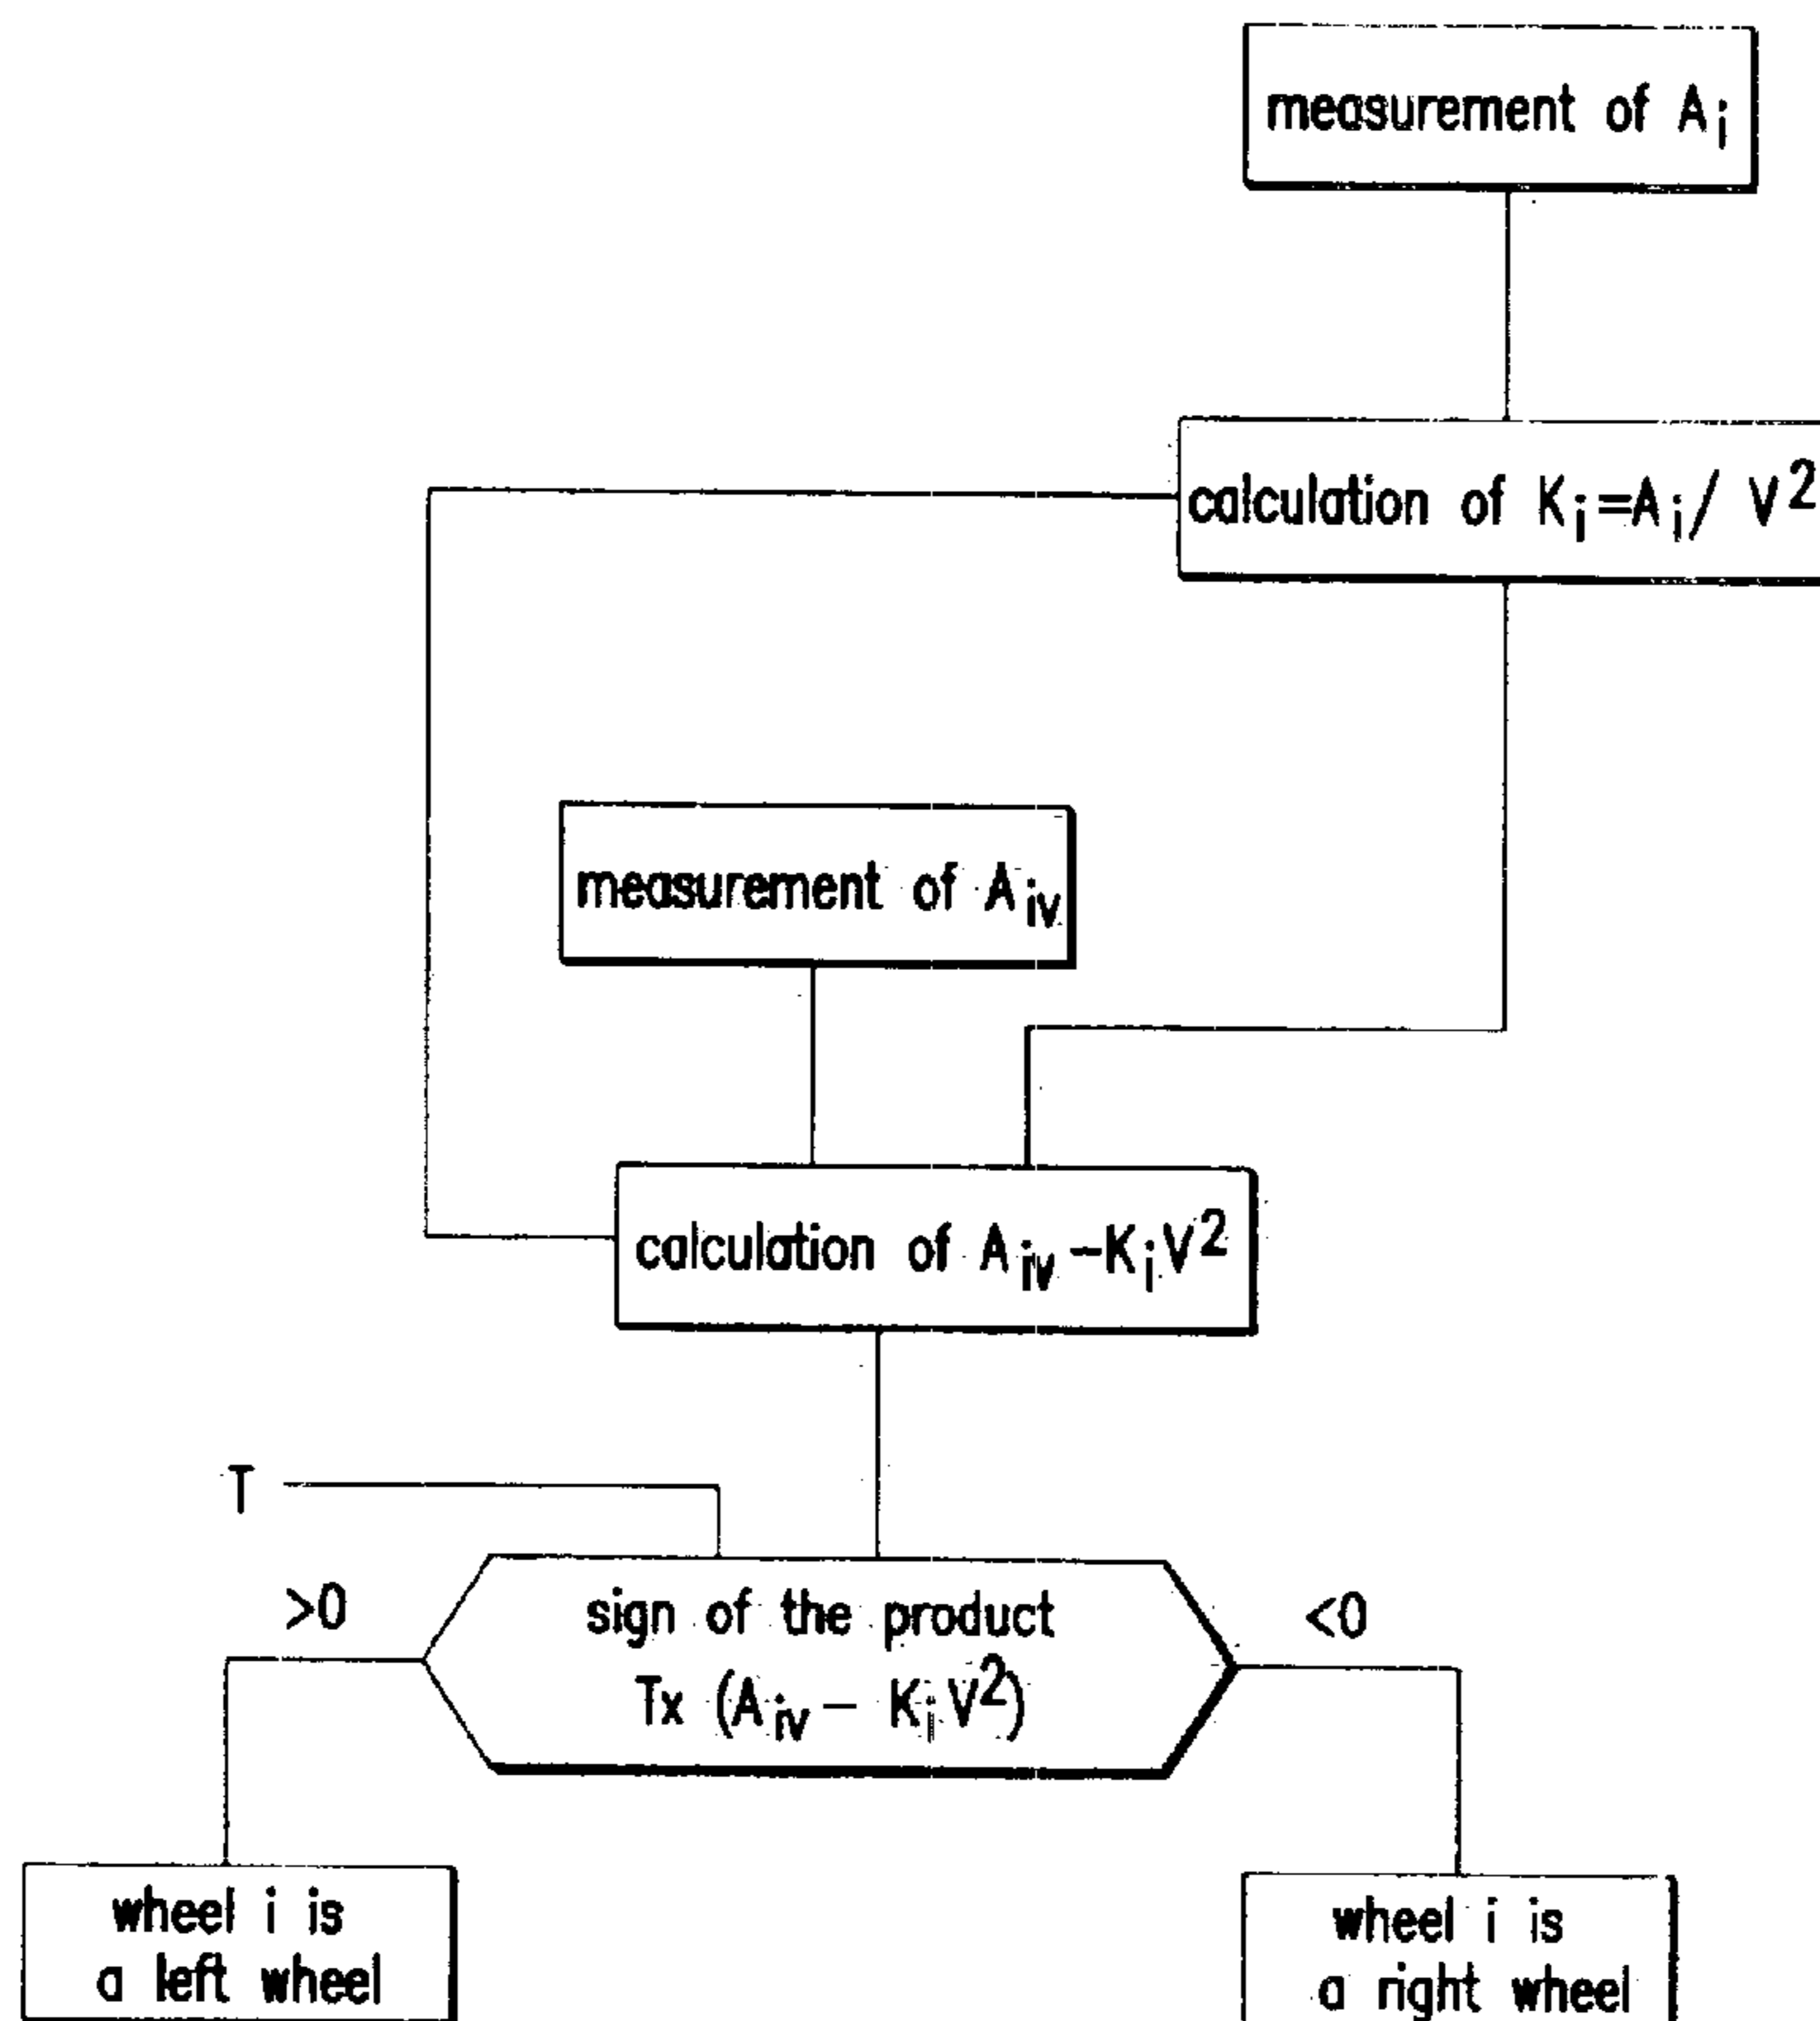 measurement of Ai
calculation of Ki=Ai/ V²
measurement of Aiv
calculation of Aiv-KiV²
T
>0
sign of the product
<0
Tx (Aiv - KiV²)
wheel i is
a left wheel
wheel i is
a right wheel